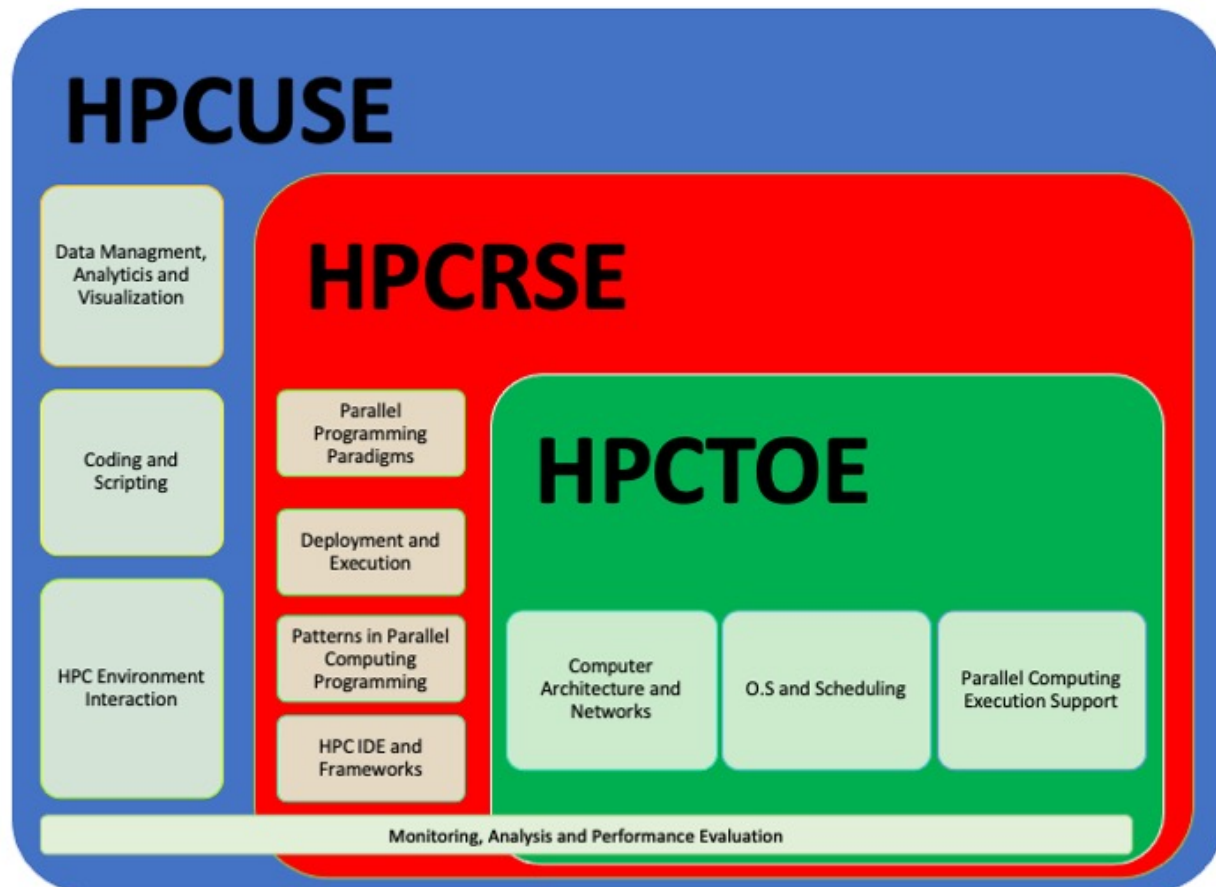 HPCUSE
Data Managment,
Analyticis and
Visualization
Coding and
Scripting
HPC Environment
Interaction
HPCRSE
Parallel
Programming
Paradigms
Deployment and
Execution
Patterns in Parallel
Computing
Programming
HPC IDE and
Frameworks
HPCTOE
Computer
Architecture and
Networks
O.S and Scheduling
Parallel Computing
Execution Support
Monitoring, Analysis and Performance Evaluation